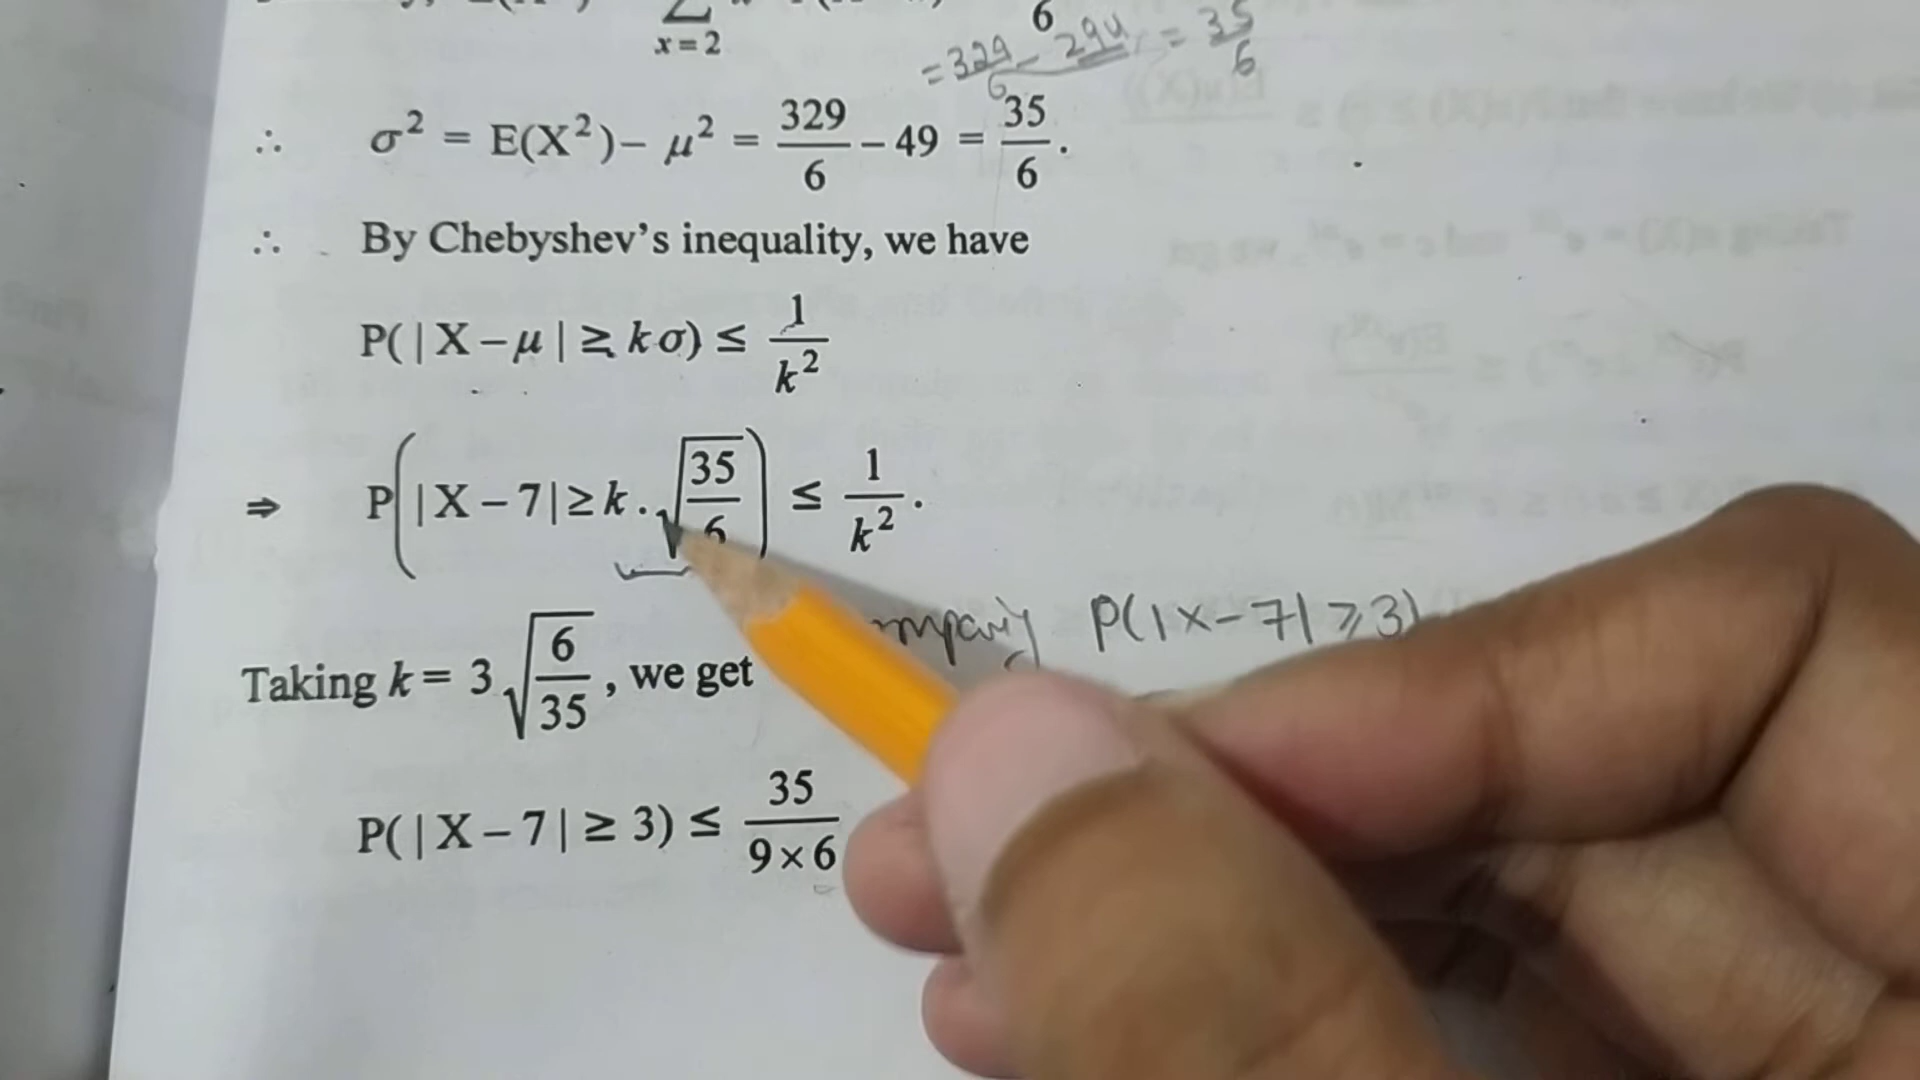 x = 2
6
= 329/6 - 294/6 = 35/6
∴ σ² = E(X²) − μ² = 329/6 − 49 = 35/6.
∴ By Chebyshev's inequality, we have
P(|X − μ| ≥ kσ) ≤ 1/k²
⇒ P(|X − 7| ≥ k . √(35/6)) ≤ 1/k².
P(|X-7| ≥ 3)
Taking k = 3 √(6/35), we get
P(|X − 7| ≥ 3) ≤ 35/(9 × 6)